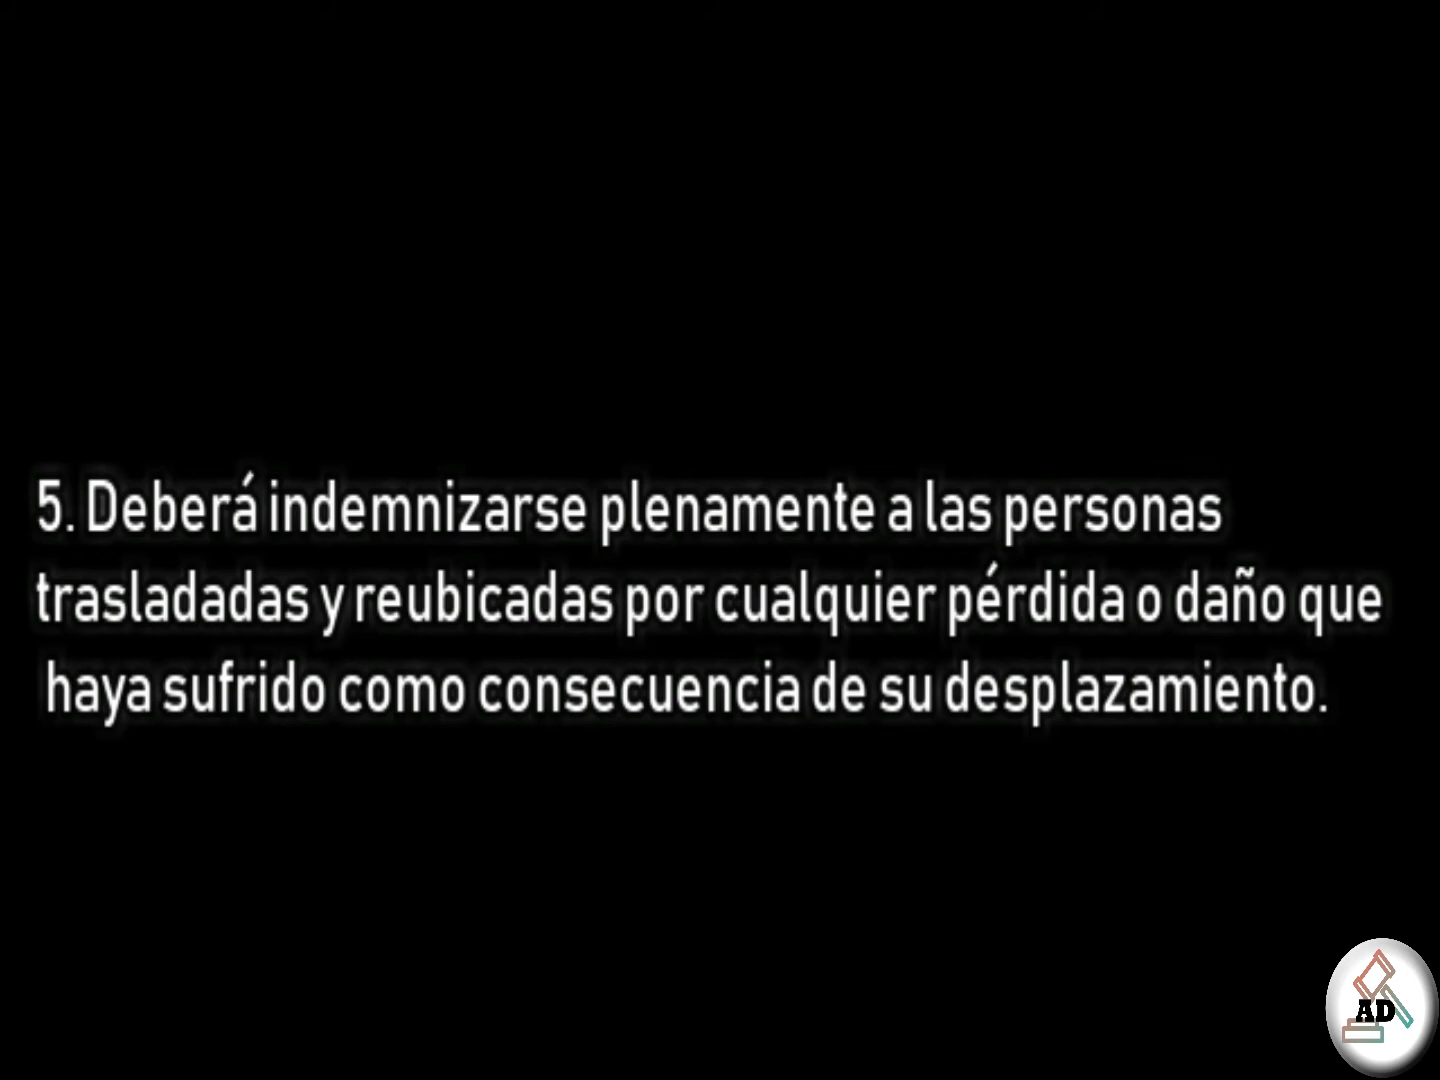 5. Deberá indemnizarse plenamente a las personas
trasladadas y reubicadas por cualquier pérdida o daño que
haya sufrido como consecuencia de su desplazamiento.
AD